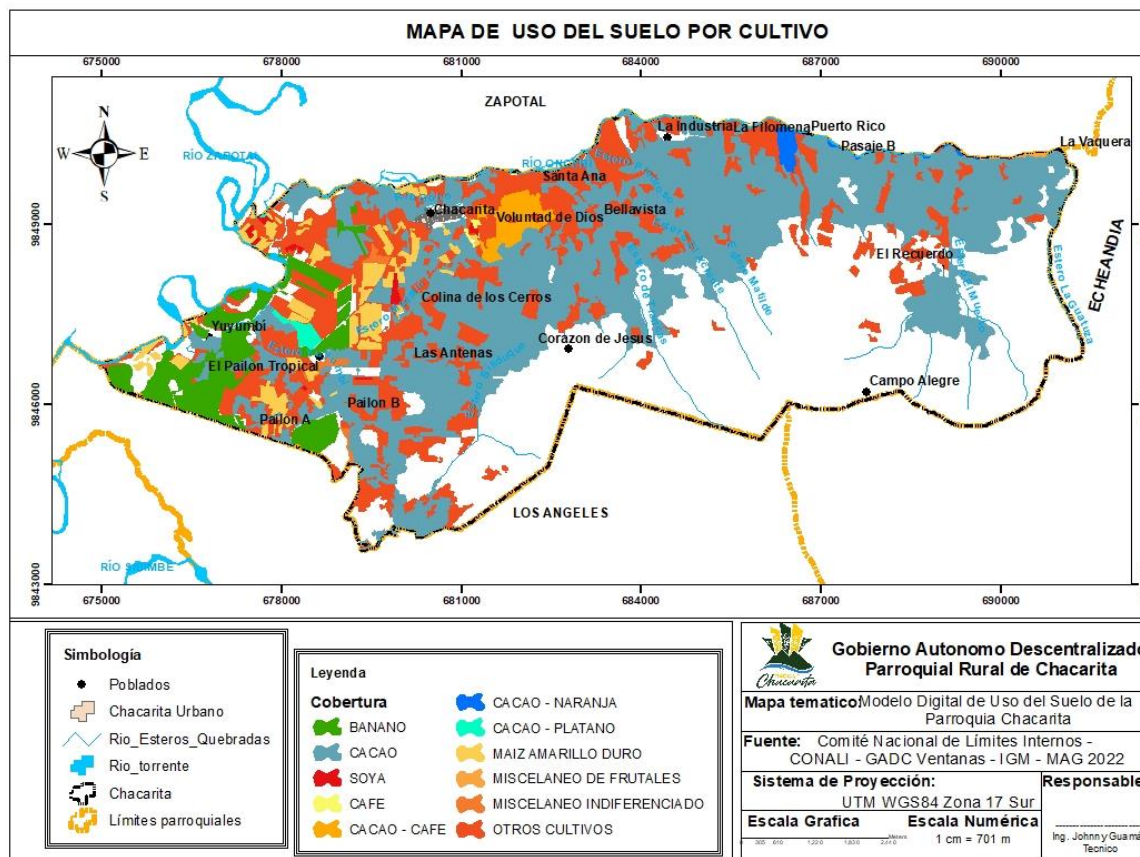 MAPA DE USO DEL SUELO POR CULTIVO
675000 678000 681000 684000 687000 690000
N
W E
S
ZAPOTAL
RÍO ZAPOTAL
La Industria La Filomena Puerto Rico
Pasaje B
La Vaquera
Santa Ana
Voluntad de Dios
Bellavista
El Recuerdo
Colina de los Cerros
Yuyumbi
Las Antenas
Corazon de Jesus
El Pailon Tropical
Pailon B
Pailon A
Campo Alegre
Estero La Guatuza
ECHEANDIA
LOS ANGELES
9849000
9846000
9843000
675000 678000 681000 684000 687000 690000
Simbología
Poblados
Chacarita Urbano
Rio_Esteros_Quebradas
Rio_torrente
Chacarita
Límites parroquiales
Leyenda
Cobertura
BANANO
CACAO
SOYA
CAFE
CACAO - CAFE
CACAO - NARANJA
CACAO - PLATANO
MAIZ AMARILLO DURO
MISCELANEO DE FRUTALES
MISCELANEO INDIFERENCIADO
OTROS CULTIVOS
Chacarita
Gobierno Autonomo Descentralizado
Parroquial Rural de Chacarita
Mapa tematico: Modelo Digital de Uso del Suelo de la
Parroquia Chacarita
Fuente: Comité Nacional de Límites Internos -
CONALI - GADC Ventanas - IGM - MAG 2022
Sistema de Proyección:
UTM WGS84 Zona 17 Sur
Responsable
Escala Grafica Escala Numérica
1 cm = 701 m
Ing. Johnny Guamá
Tecnico